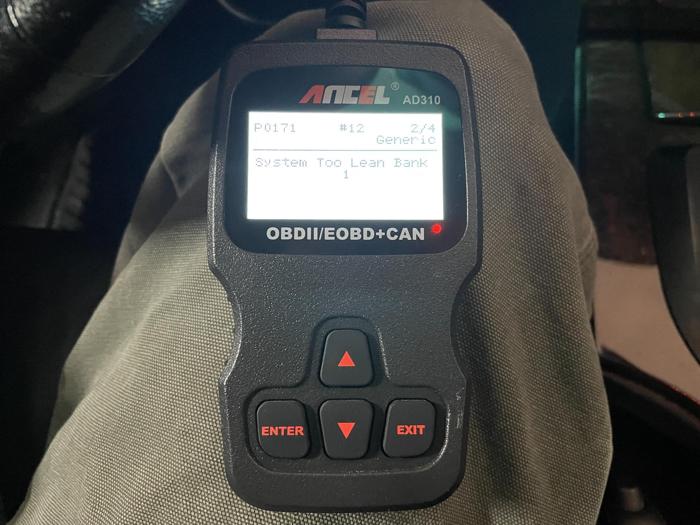 ANCEL® AD310
P0171 #12 2/4
Generic
System Too Lean Bank
1
OBDII/EOBD+CAN
ENTER EXIT